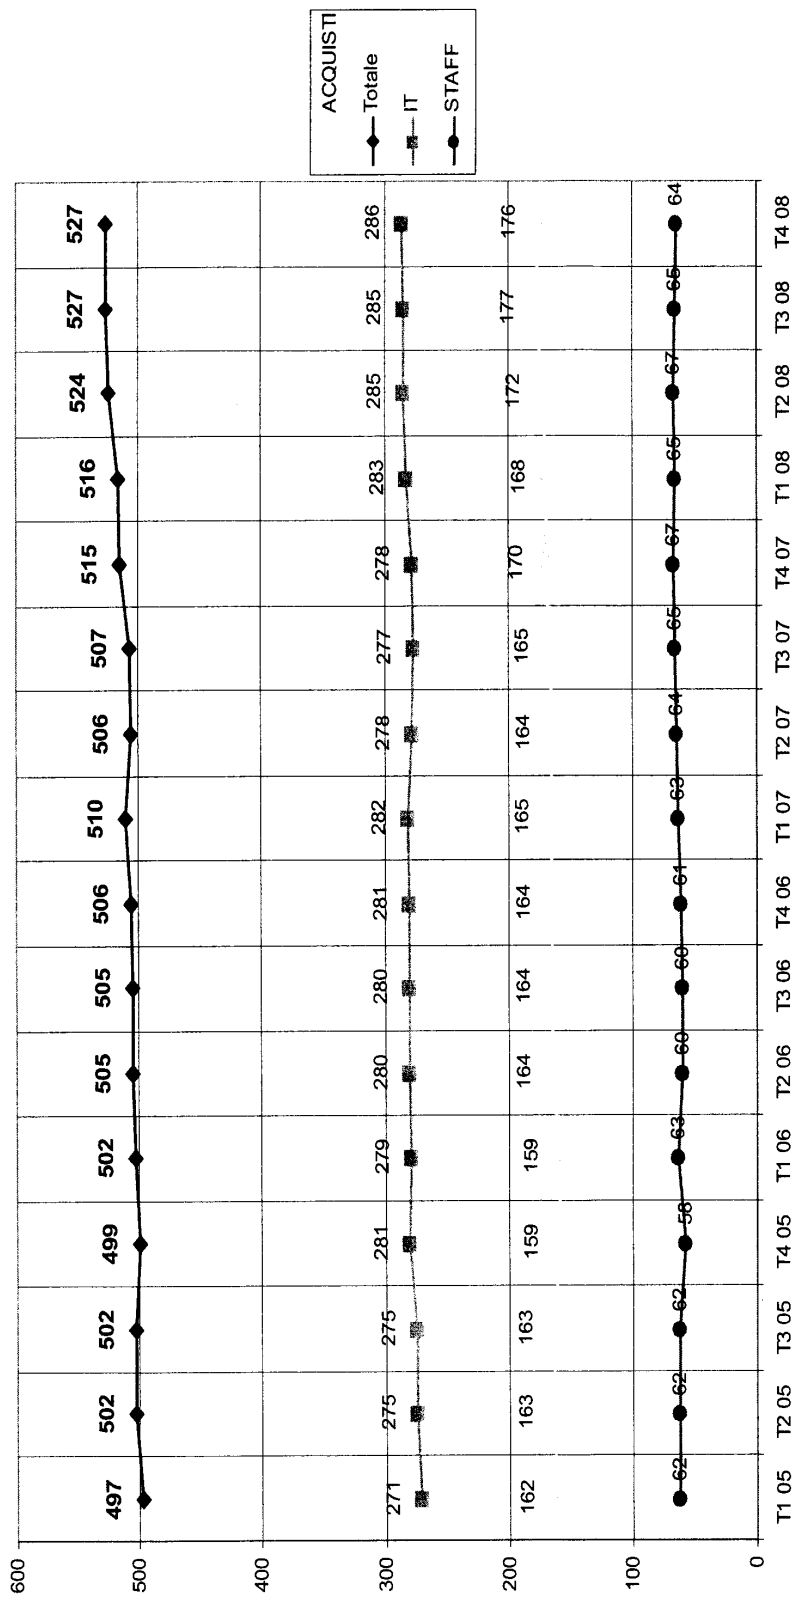 600
500
400
300
200
100
0
497 502 502 499 502 505 505 506 510 506 507 515 516 524 527 527
271 275 275 281 279 280 280 281 282 278 277 278 283 285 285 286
162 163 163 159 159 164 164 164 165 164 165 170 168 172 177 176
62 62 62 58 63 60 60 61 63 64 65 67 65 67 65 64
T1 05 T2 05 T3 05 T4 05 T1 06 T2 06 T3 06 T4 06 T1 07 T2 07 T3 07 T4 07 T1 08 T2 08 T3 08 T4 08
ACQUISTI
Totale
IT
STAFF